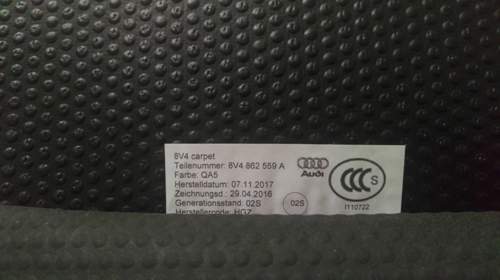 8V4 carpet
Teilenummer: 8V4 862 559 A
Farbe: QA5
Herstelldatum: 07.11.2017
Zeichnungsd.: 29.04.2016
Generationsstand: 02S
Herstellercode: HGZ
Audi
02S
CCC S
I110722